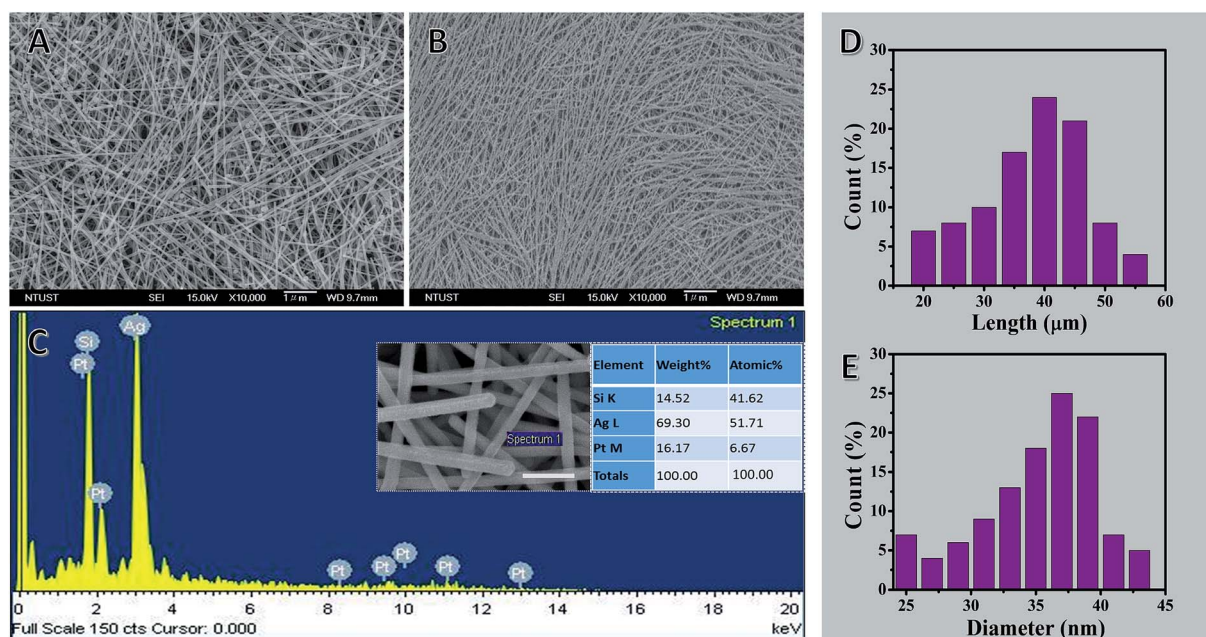 A
NTUST SEI 15.0kV X10,000 1μm WD 9.7mm
B
NTUST SEI 15.0kV X10,000 1μm WD 9.7mm
C
Spectrum 1
Si
Pt
Ag
Pt
Pt
Pt
Pt
Pt
Pt
Spectrum 1
Element Weight% Atomic%
Si K 14.52 41.62
Ag L 69.30 51.71
Pt M 16.17 6.67
Totals 100.00 100.00
0 2 4 6 8 10 12 14 16 18 20
Full Scale 150 cts Cursor: 0.000 keV
D
30
25
20
15
10
5
0
Count (%)
20 30 40 50 60
Length (μm)
E
30
25
20
15
10
5
0
Count (%)
25 30 35 40 45
Diameter (nm)